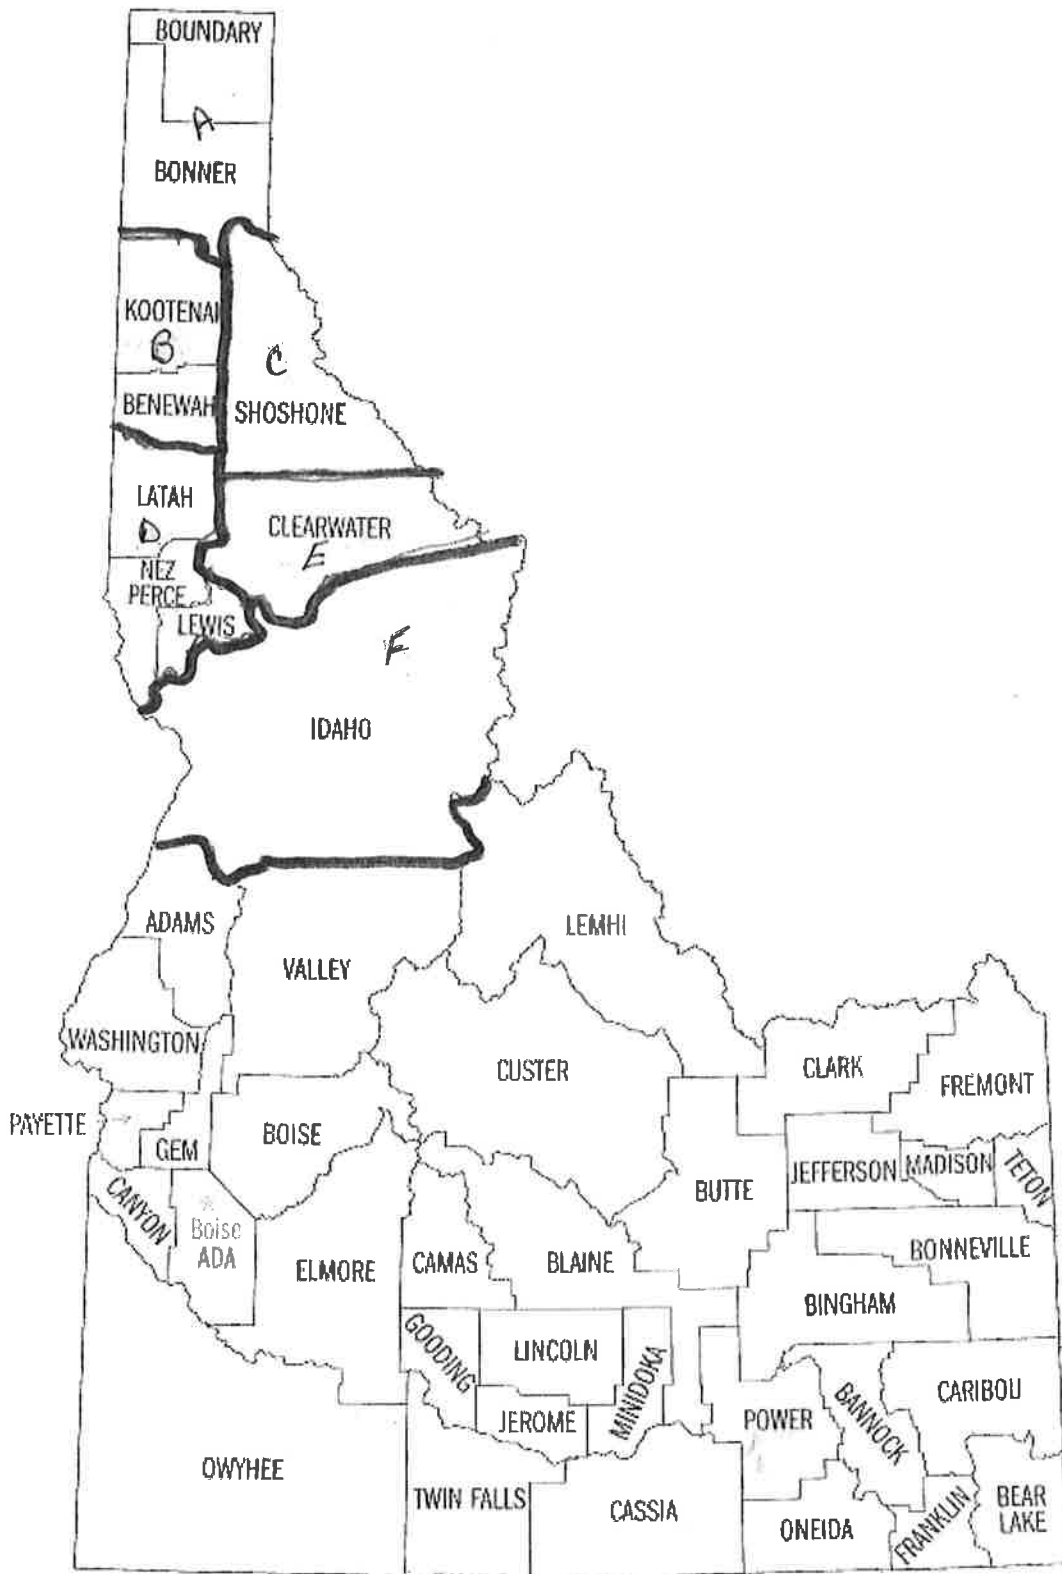 BOUNDARY
A
BONNER
KOOTENAI
B
C
BENEWAH
SHOSHONE
LATAH
D
CLEARWATER
E
NEZ
PERCE
LEWIS
F
IDAHO
ADAMS
LEMHI
VALLEY
WASHINGTON
CUSTER
CLARK
FREMONT
PAYETTE
GEM
BOISE
JEFFERSON
MADISON
TETON
BUTTE
CANYON
*
Boise
ADA
ELMORE
CAMAS
BLAINE
BONNEVILLE
BINGHAM
GOODING
LINCOLN
MINIDOKA
JEROME
POWER
BANNOCK
CARIBOU
OWYHEE
TWIN FALLS
CASSIA
ONEIDA
FRANKLIN
BEAR
LAKE